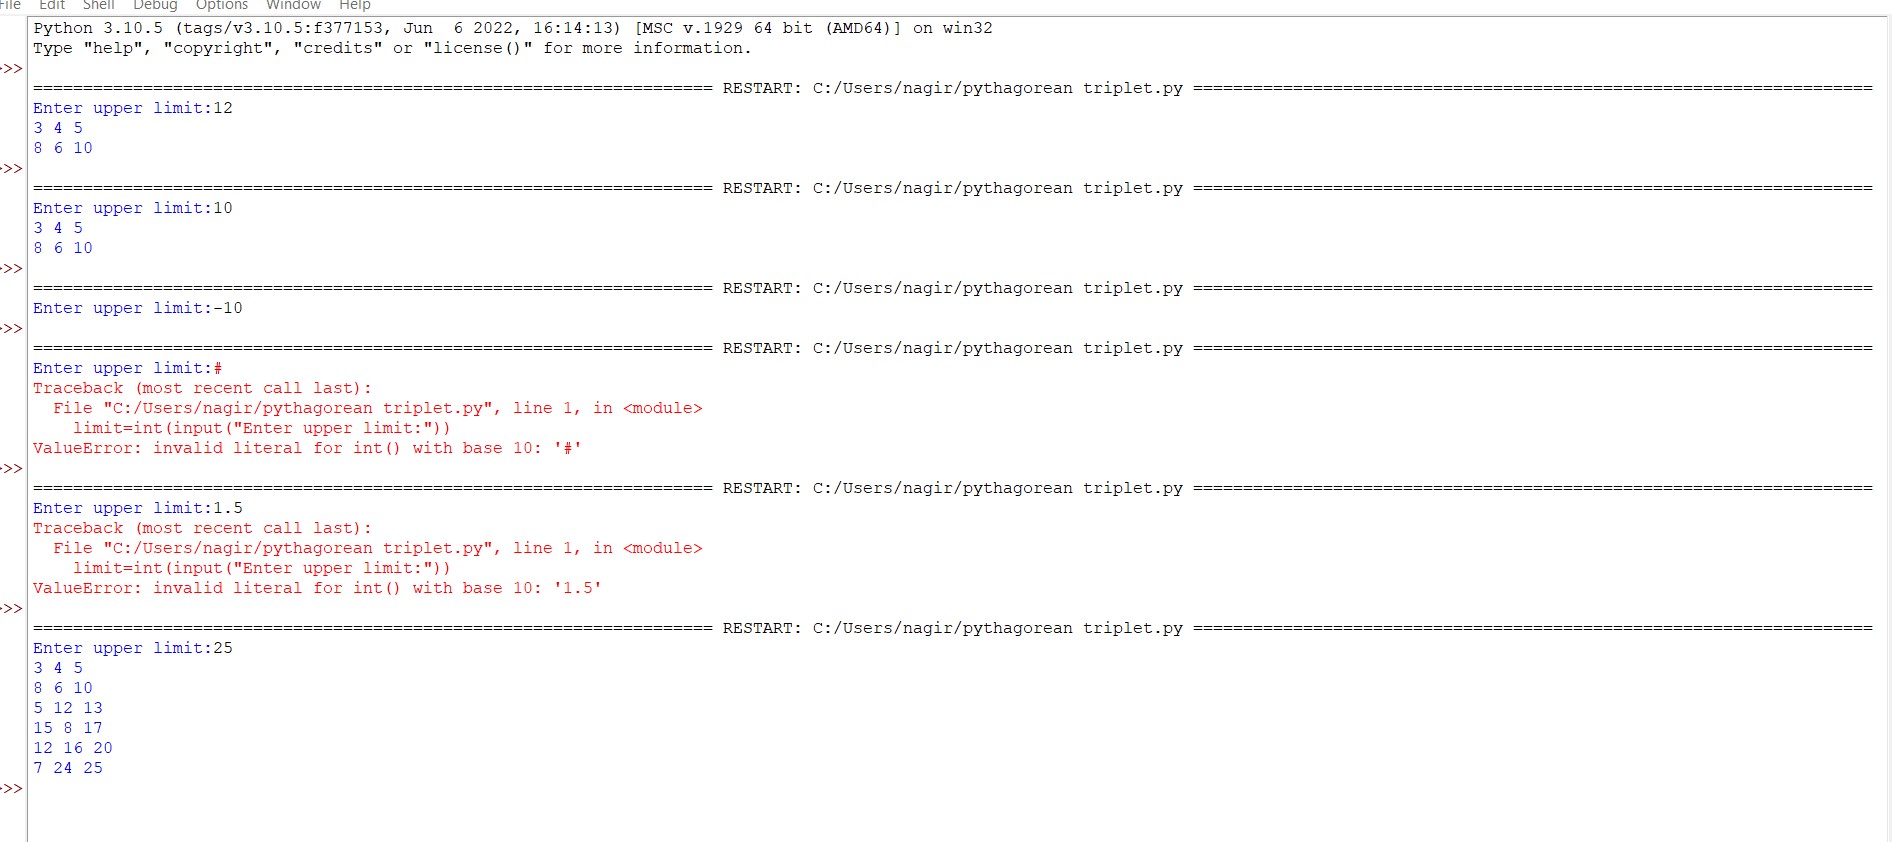 File Edit Shell Debug Options Window Help
Python 3.10.5 (tags/v3.10.5:f377153, Jun  6 2022, 16:14:13) [MSC v.1929 64 bit (AMD64)] on win32
Type "help", "copyright", "credits" or "license()" for more information.
>>>
==================================================================== RESTART: C:/Users/nagir/pythagorean triplet.py ====================================================================
Enter upper limit:12
3 4 5
8 6 10
>>>
==================================================================== RESTART: C:/Users/nagir/pythagorean triplet.py ====================================================================
Enter upper limit:10
3 4 5
8 6 10
>>>
==================================================================== RESTART: C:/Users/nagir/pythagorean triplet.py ====================================================================
Enter upper limit:-10
>>>
==================================================================== RESTART: C:/Users/nagir/pythagorean triplet.py ====================================================================
Enter upper limit:#
Traceback (most recent call last):
  File "C:/Users/nagir/pythagorean triplet.py", line 1, in <module>
    limit=int(input("Enter upper limit:"))
ValueError: invalid literal for int() with base 10: '#'
>>>
==================================================================== RESTART: C:/Users/nagir/pythagorean triplet.py ====================================================================
Enter upper limit:1.5
Traceback (most recent call last):
  File "C:/Users/nagir/pythagorean triplet.py", line 1, in <module>
    limit=int(input("Enter upper limit:"))
ValueError: invalid literal for int() with base 10: '1.5'
>>>
==================================================================== RESTART: C:/Users/nagir/pythagorean triplet.py ====================================================================
Enter upper limit:25
3 4 5
8 6 10
5 12 13
15 8 17
12 16 20
7 24 25
>>>